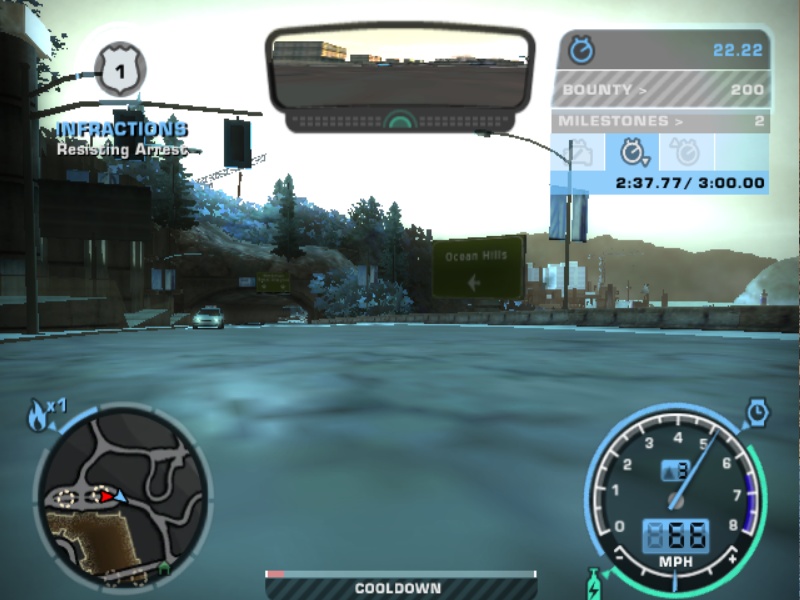 1
INFRACTIONS
Resisting Arrest
22.22
BOUNTY > 200
MILESTONES > 2
2:37.77/ 3:00.00
Ocean Hills
x1
0 1 2 3 4 5 6 7 8
3
66
MPH
COOLDOWN